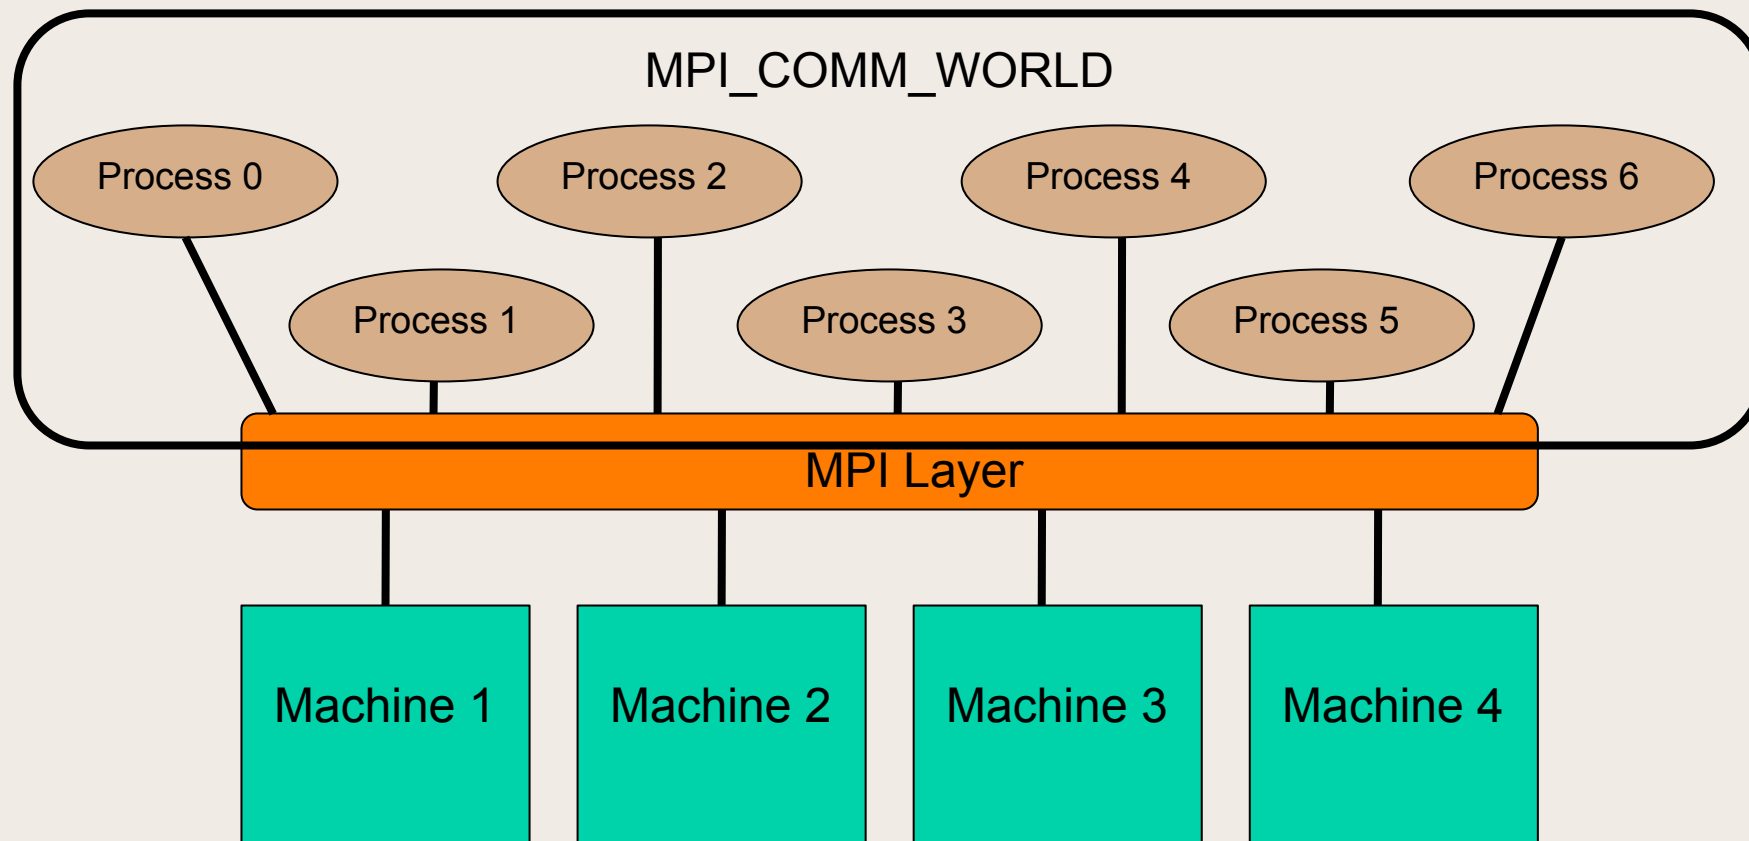 MPI_COMM_WORLD
Process 0
Process 2
Process 4
Process 6
Process 1
Process 3
Process 5
MPI Layer
Machine 1
Machine 2
Machine 3
Machine 4